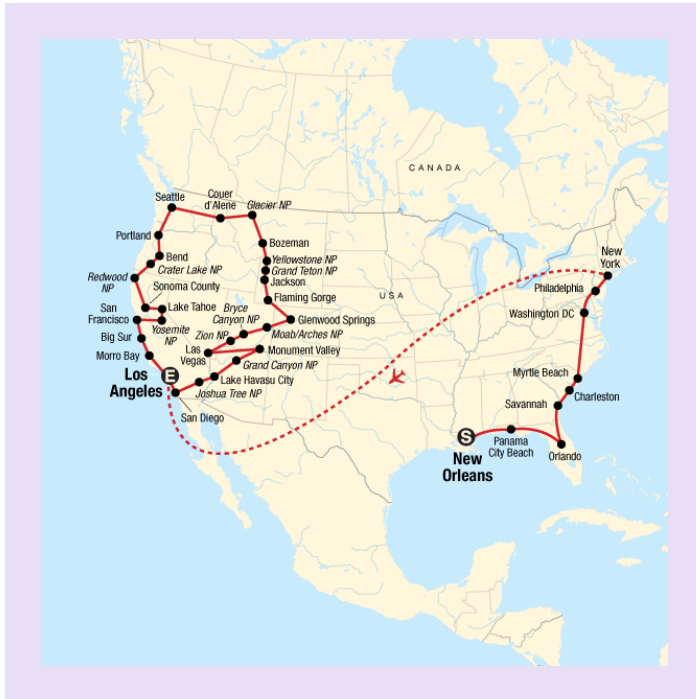 CANADA
Seattle
Couer
d'Alene
Glacier NP
Portland
Bozeman
Bend
Crater Lake NP
Yellowstone NP
Grand Teton NP
Jackson
Redwood
NP
Sonoma County
Flaming Gorge
USA
New
York
Philadelphia
Washington DC
San
Francisco
Lake Tahoe
Yosemite
NP
Bryce
Canyon NP
Glenwood Springs
Zion NP
Moab/Arches NP
Big Sur
Las
Vegas
Monument Valley
Morro Bay
Grand Canyon NP
Los
Angeles
E
Lake Havasu City
Joshua Tree NP
San Diego
Myrtle Beach
Charleston
Savannah
S
New
Orleans
Panama
City Beach
Orlando